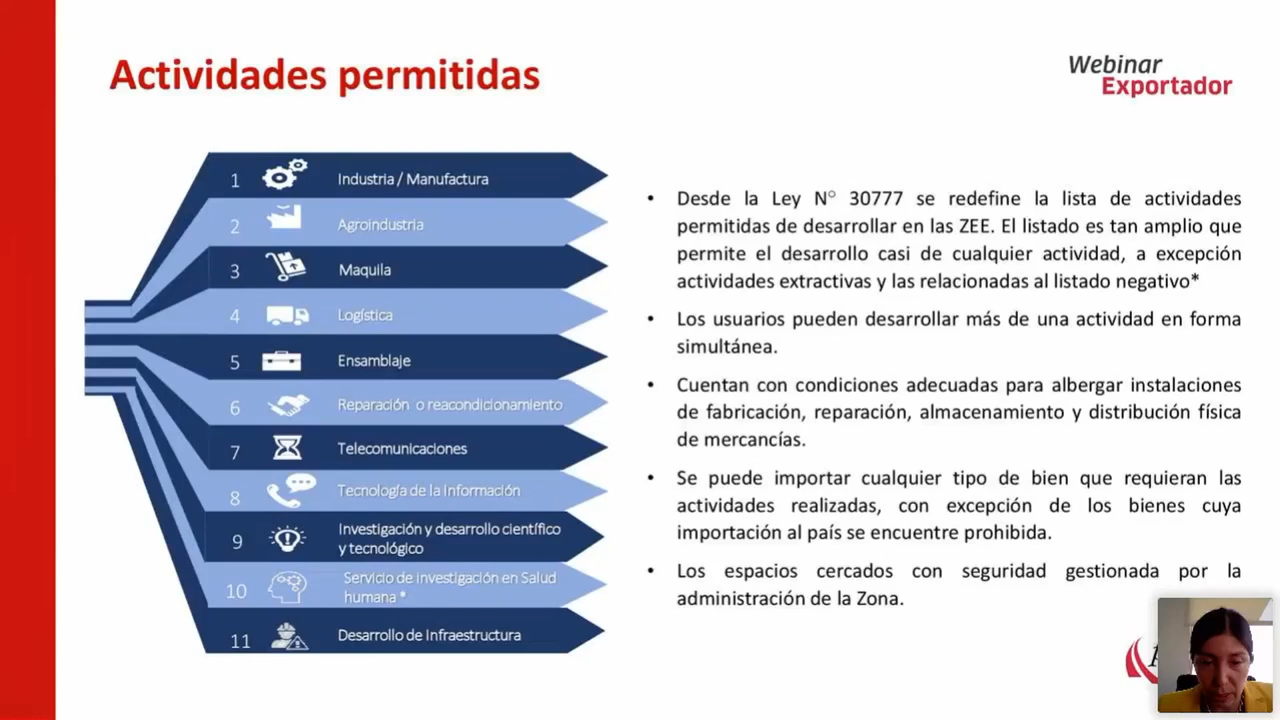 Actividades permitidas
Webinar
Exportador
1 Industria / Manufactura
2 Agroindustria
3 Maquila
4 Logística
5 Ensamblaje
6 Reparación o reacondicionamiento
7 Telecomunicaciones
8 Tecnología de la Información
9 Investigación y desarrollo científico
y tecnológico
10 Servicio de investigación en Salud
humana *
11 Desarrollo de Infraestructura
• Desde la Ley N° 30777 se redefine la lista de actividades
permitidas de desarrollar en las ZEE. El listado es tan amplio que
permite el desarrollo casi de cualquier actividad, a excepción
actividades extractivas y las relacionadas al listado negativo*
• Los usuarios pueden desarrollar más de una actividad en forma
simultánea.
• Cuentan con condiciones adecuadas para albergar instalaciones
de fabricación, reparación, almacenamiento y distribución física
de mercancías.
• Se puede importar cualquier tipo de bien que requieran las
actividades realizadas, con excepción de los bienes cuya
importación al país se encuentre prohibida.
• Los espacios cercados con seguridad gestionada por la
administración de la Zona.